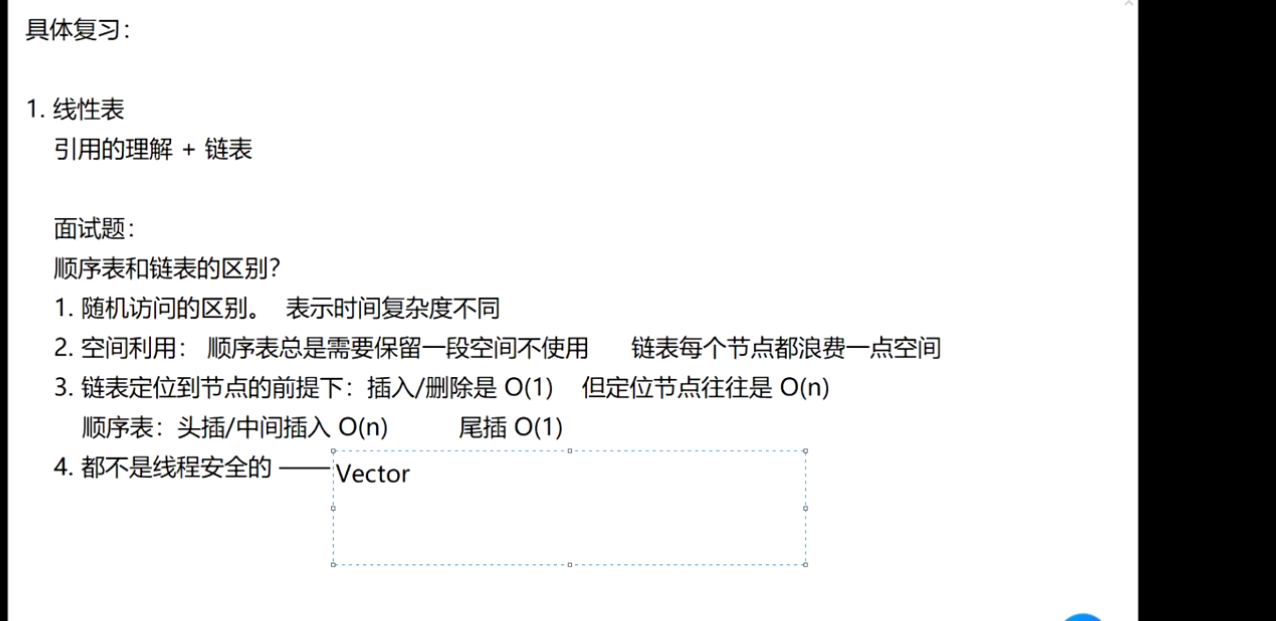 具体复习：
1. 线性表
引用的理解 + 链表
面试题：
顺序表和链表的区别？
1. 随机访问的区别。 表示时间复杂度不同
2. 空间利用： 顺序表总是需要保留一段空间不使用 链表每个节点都浪费一点空间
3. 链表定位到节点的前提下：插入/删除是 O(1) 但定位节点往往是 O(n)
顺序表：头插/中间插入 O(n) 尾插 O(1)
4. 都不是线程安全的 —— Vector